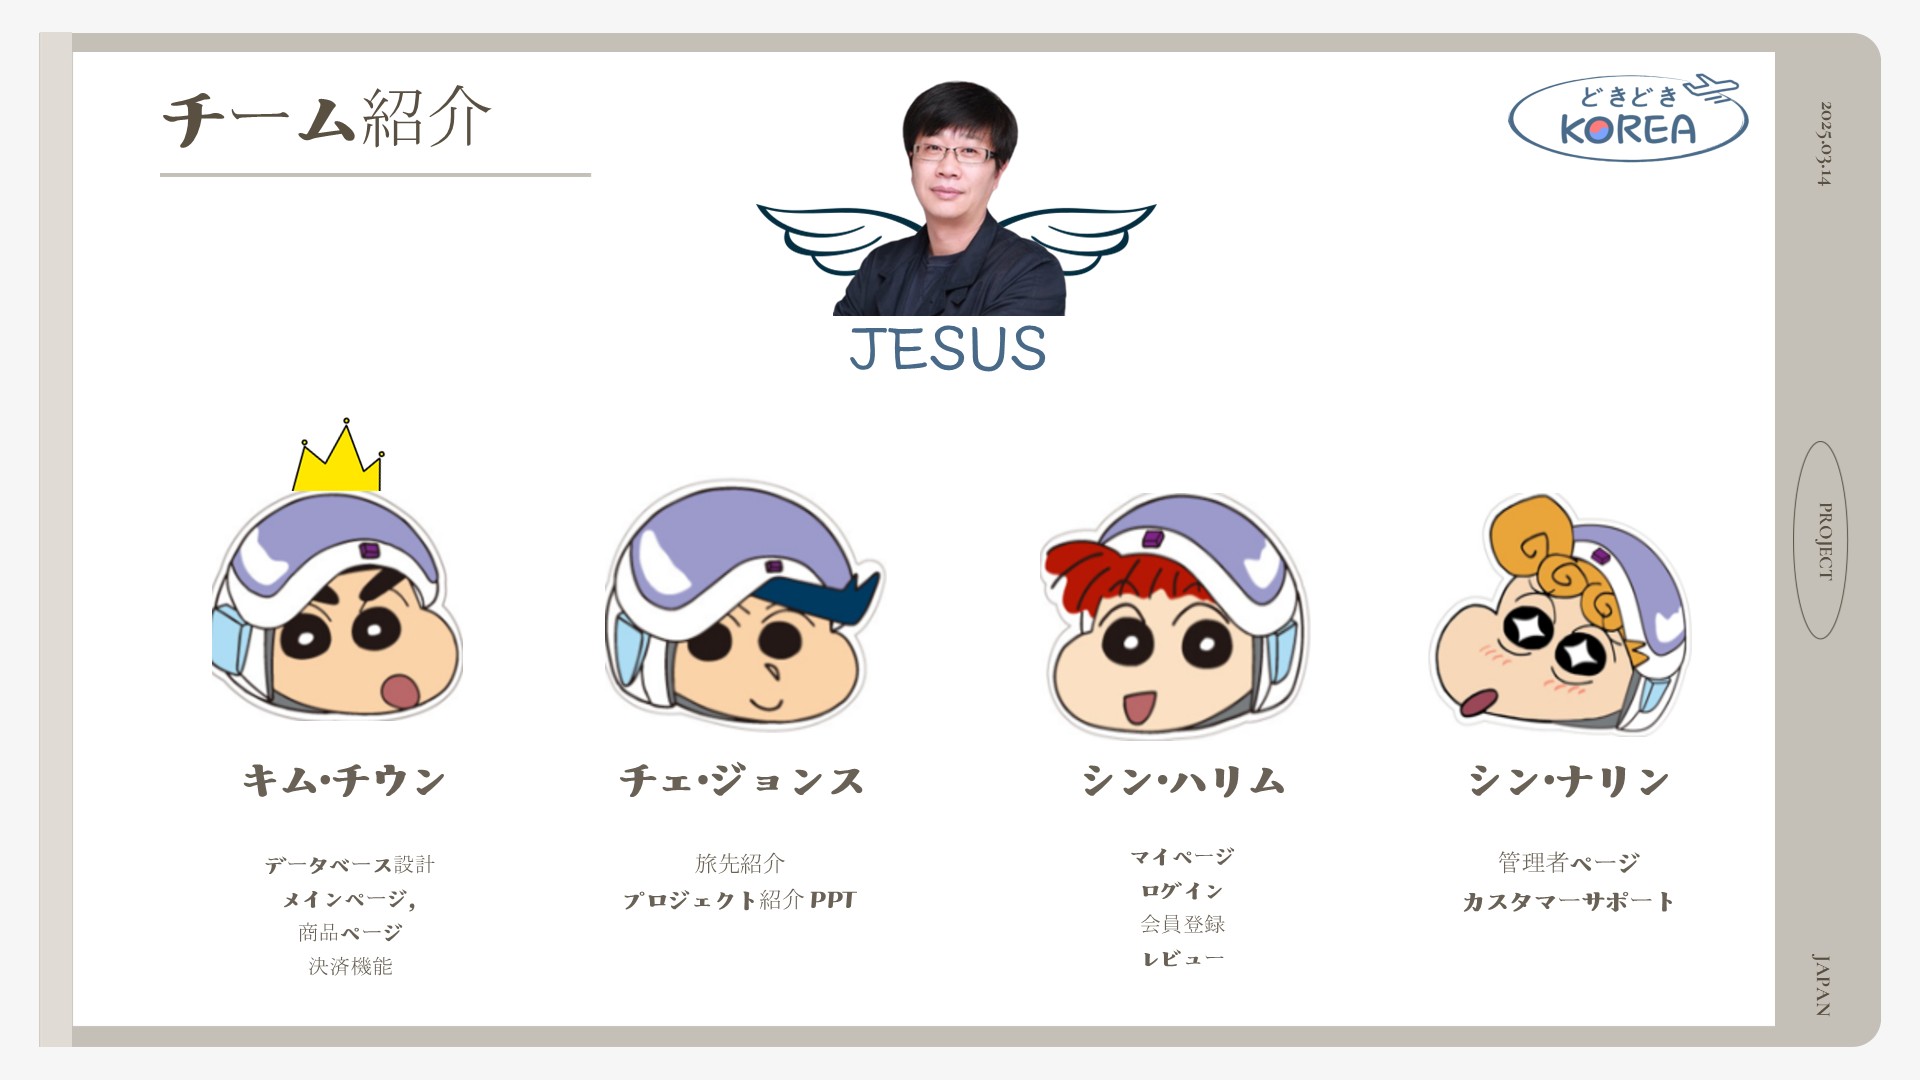 チーム紹介
どきどき
KOREA
2025.03.14
JESUS
PROJECT
キム・チウン
データベース設計
メインページ,
商品ページ
決済機能
チェ・ジョンス
旅先紹介
プロジェクト紹介 PPT
シン・ハリム
マイページ
ログイン
会員登録
レビュー
シン・ナリン
管理者ページ
カスタマーサポート
JAPAN